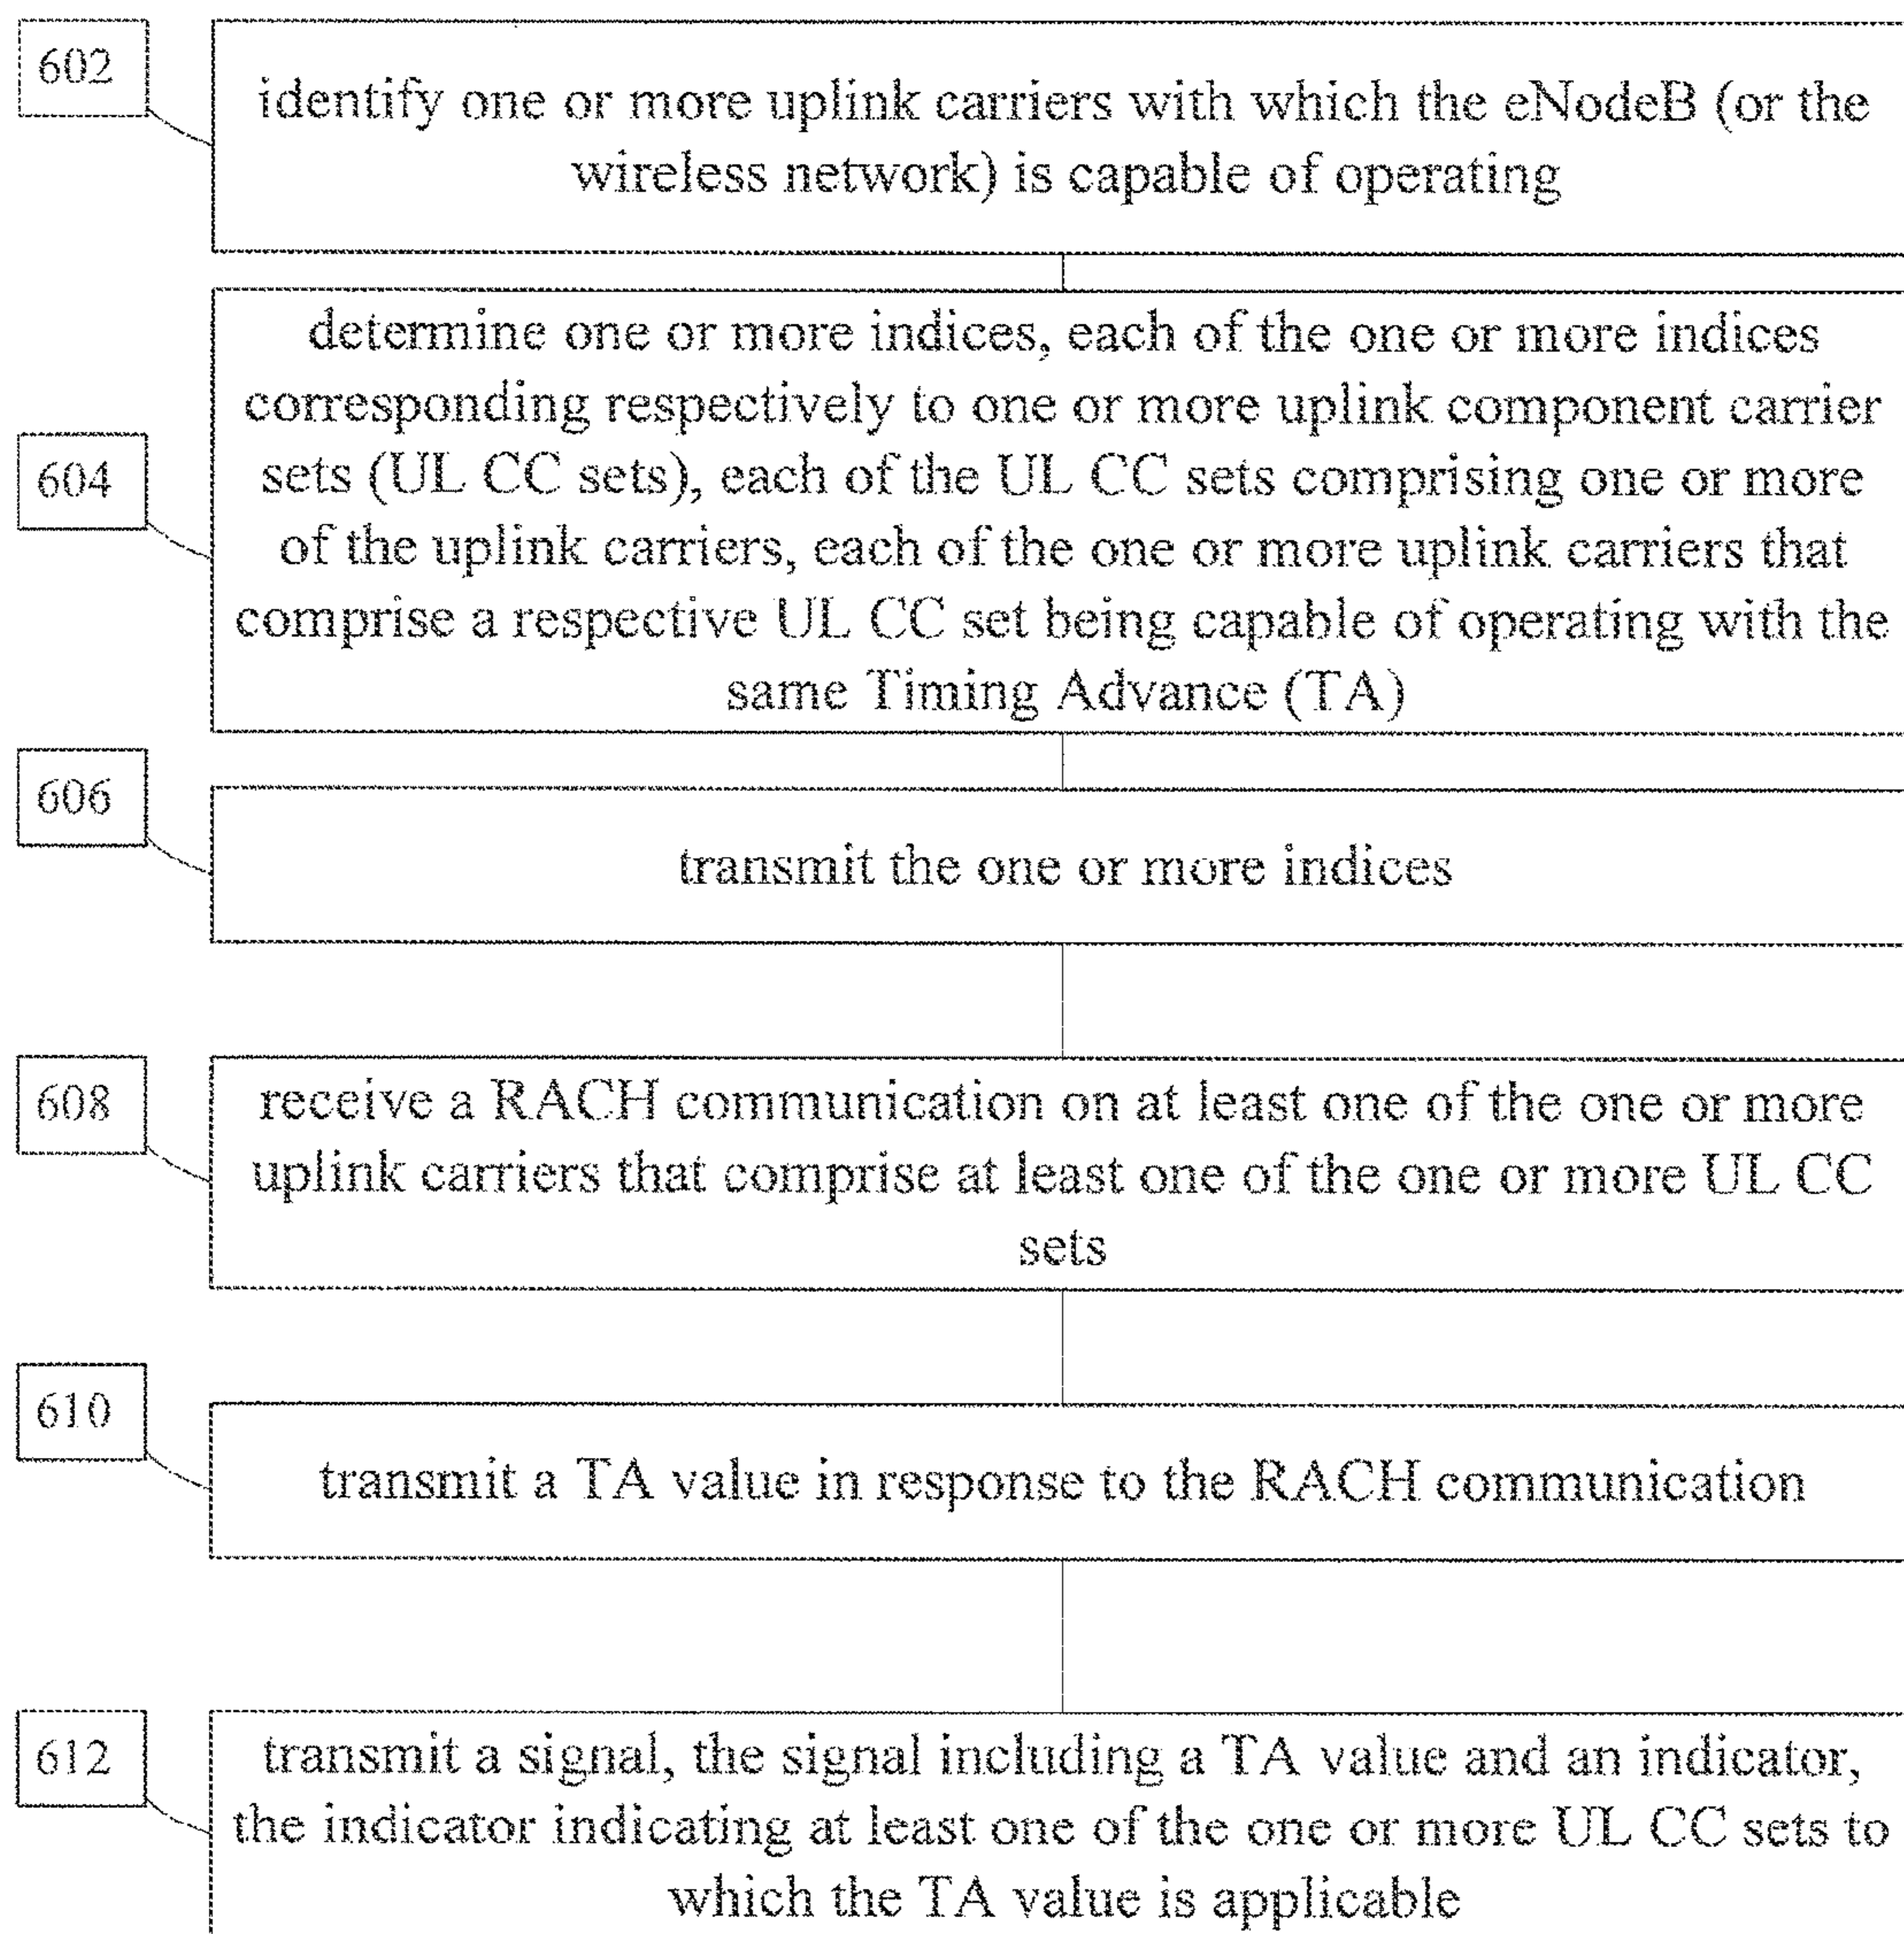 602
identify one or more uplink carriers with which the eNodeB (or the
wireless network) is capable of operating
604
determine one or more indices, each of the one or more indices
corresponding respectively to one or more uplink component carrier
sets (UL CC sets), each of the UL CC sets comprising one or more
of the uplink carriers, each of the one or more uplink carriers that
comprise a respective UL CC set being capable of operating with the
same Timing Advance (TA)
606
transmit the one or more indices
608
receive a RACH communication on at least one of the one or more
uplink carriers that comprise at least one of the one or more UL CC
sets
610
transmit a TA value in response to the RACH communication
612
transmit a signal, the signal including a TA value and an indicator,
the indicator indicating at least one of the one or more UL CC sets to
which the TA value is applicable